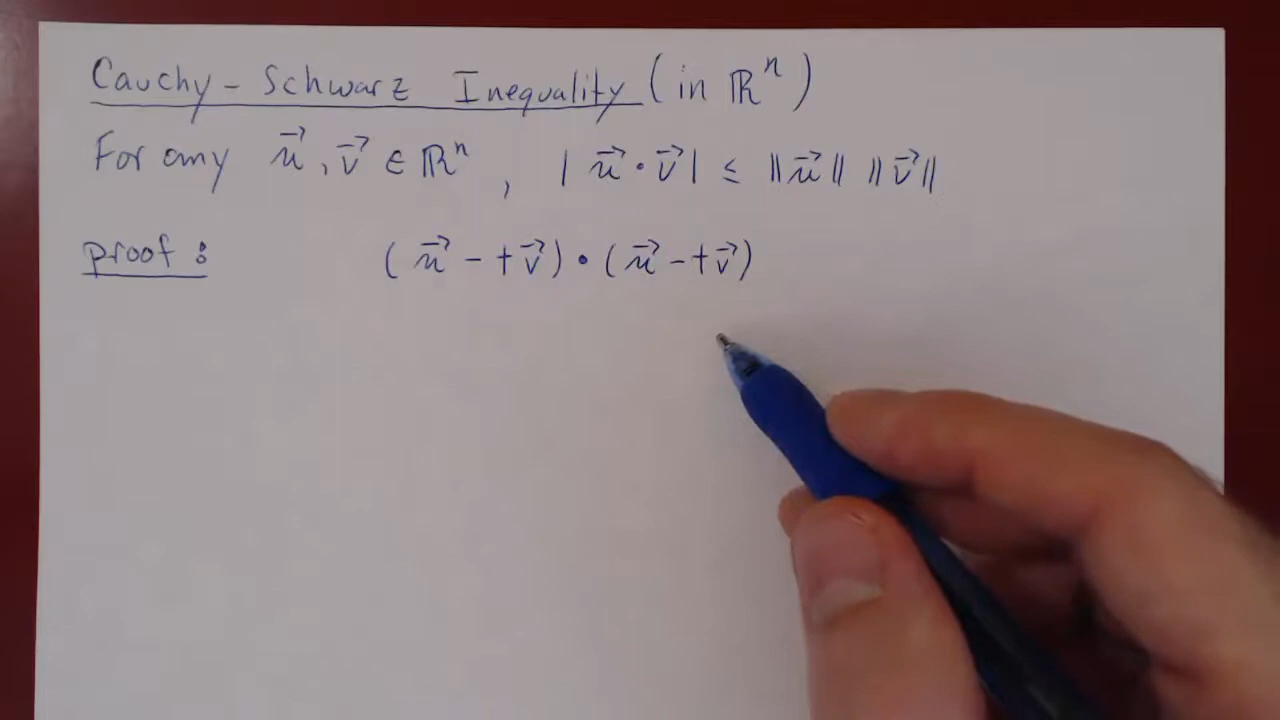 Cauchy - Schwarz Inequality (in ℝⁿ)
For any u⃗, v⃗ ∈ ℝⁿ, | u⃗ · v⃗ | ≤ ‖u⃗‖ ‖v⃗‖
proof: (u⃗ - tv⃗) · (u⃗ - tv⃗)